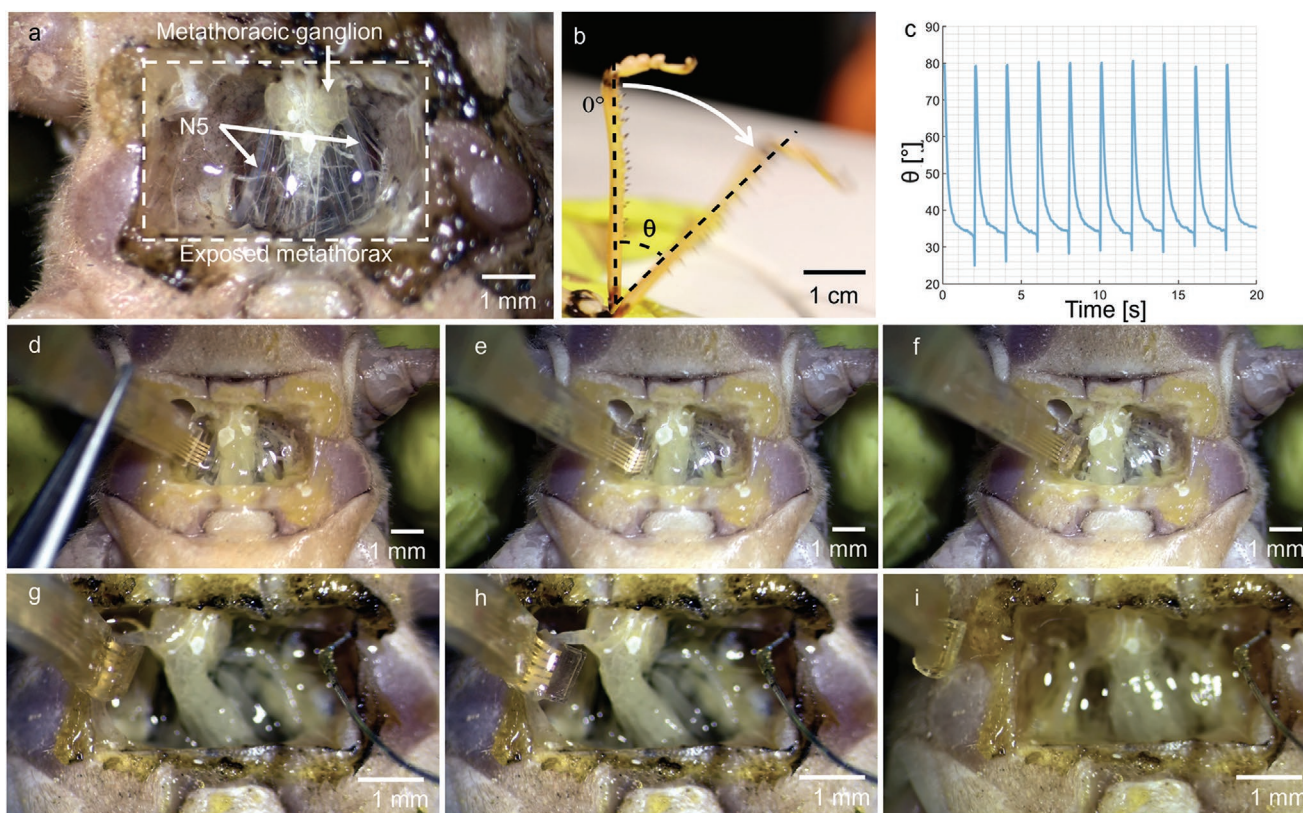 a
Metathoracic ganglion
N5
Exposed metathorax
1 mm
b
0°
θ
1 cm
c
90
80
70
60
50
40
30
20
θ [°]
0
5
10
15
20
Time [s]
d
1 mm
e
1 mm
f
1 mm
g
1 mm
h
1 mm
i
1 mm